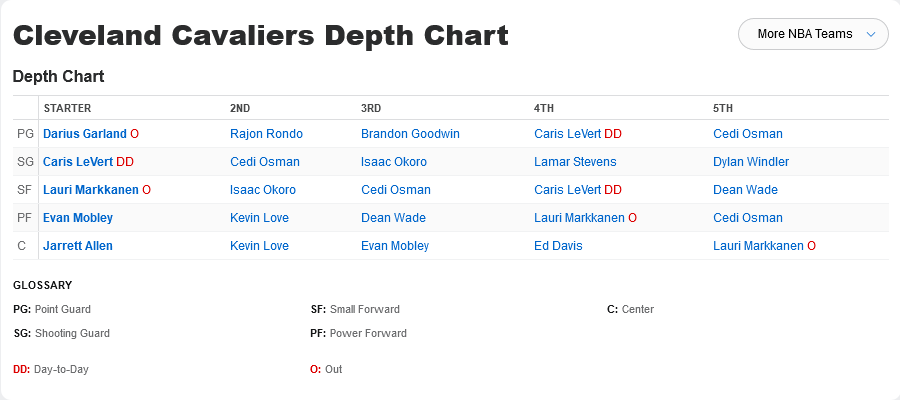 Cleveland Cavaliers Depth Chart
More NBA Teams
Depth Chart
STARTER 2ND 3RD 4TH 5TH
PG Darius Garland O Rajon Rondo Brandon Goodwin Caris LeVert DD Cedi Osman
SG Caris LeVert DD Cedi Osman Isaac Okoro Lamar Stevens Dylan Windler
SF Lauri Markkanen O Isaac Okoro Cedi Osman Caris LeVert DD Dean Wade
PF Evan Mobley Kevin Love Dean Wade Lauri Markkanen O Cedi Osman
C Jarrett Allen Kevin Love Evan Mobley Ed Davis Lauri Markkanen O
GLOSSARY
PG: Point Guard SF: Small Forward C: Center
SG: Shooting Guard PF: Power Forward
DD: Day-to-Day O: Out